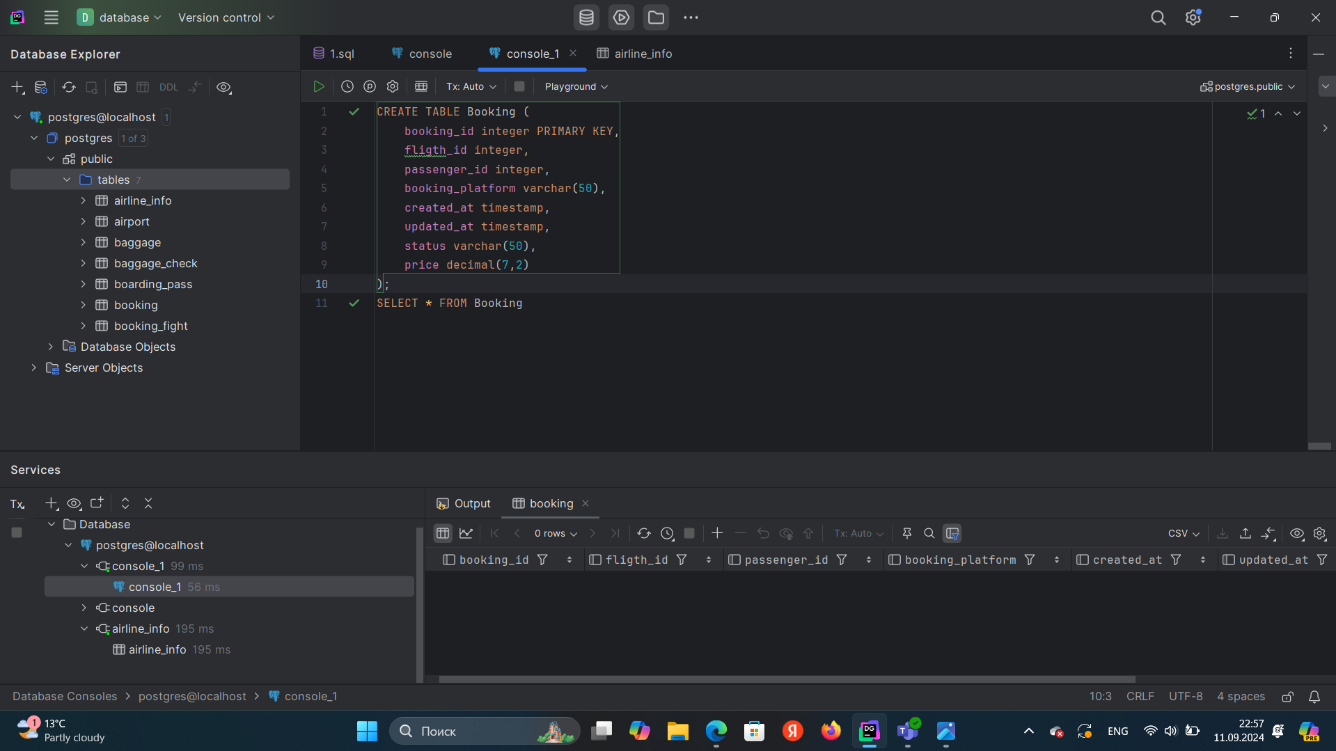 D database Version control
Database Explorer
1.sql console console_1 airline_info
DDL
Tx: Auto Playground postgres.public
postgres@localhost 1
postgres 1 of 3
public
tables 7
airline_info
airport
baggage
baggage_check
boarding_pass
booking
booking_fight
Database Objects
Server Objects
1 CREATE TABLE Booking (
2 booking_id integer PRIMARY KEY,
3 fligth_id integer,
4 passenger_id integer,
5 booking_platform varchar(50),
6 created_at timestamp,
7 updated_at timestamp,
8 status varchar(50),
9 price decimal(7,2)
10 );
11 SELECT * FROM Booking
1
Services
Tx
Database
postgres@localhost
console_1 99 ms
console_1 56 ms
console
airline_info 195 ms
airline_info 195 ms
Output booking
0 rows Tx: Auto CSV
booking_id fligth_id passenger_id booking_platform created_at updated_at
Database Consoles postgres@localhost console_1 10:3 CRLF UTF-8 4 spaces
1
13°C
Partly cloudy
Поиск
ENG
22:57
11.09.2024
PRE